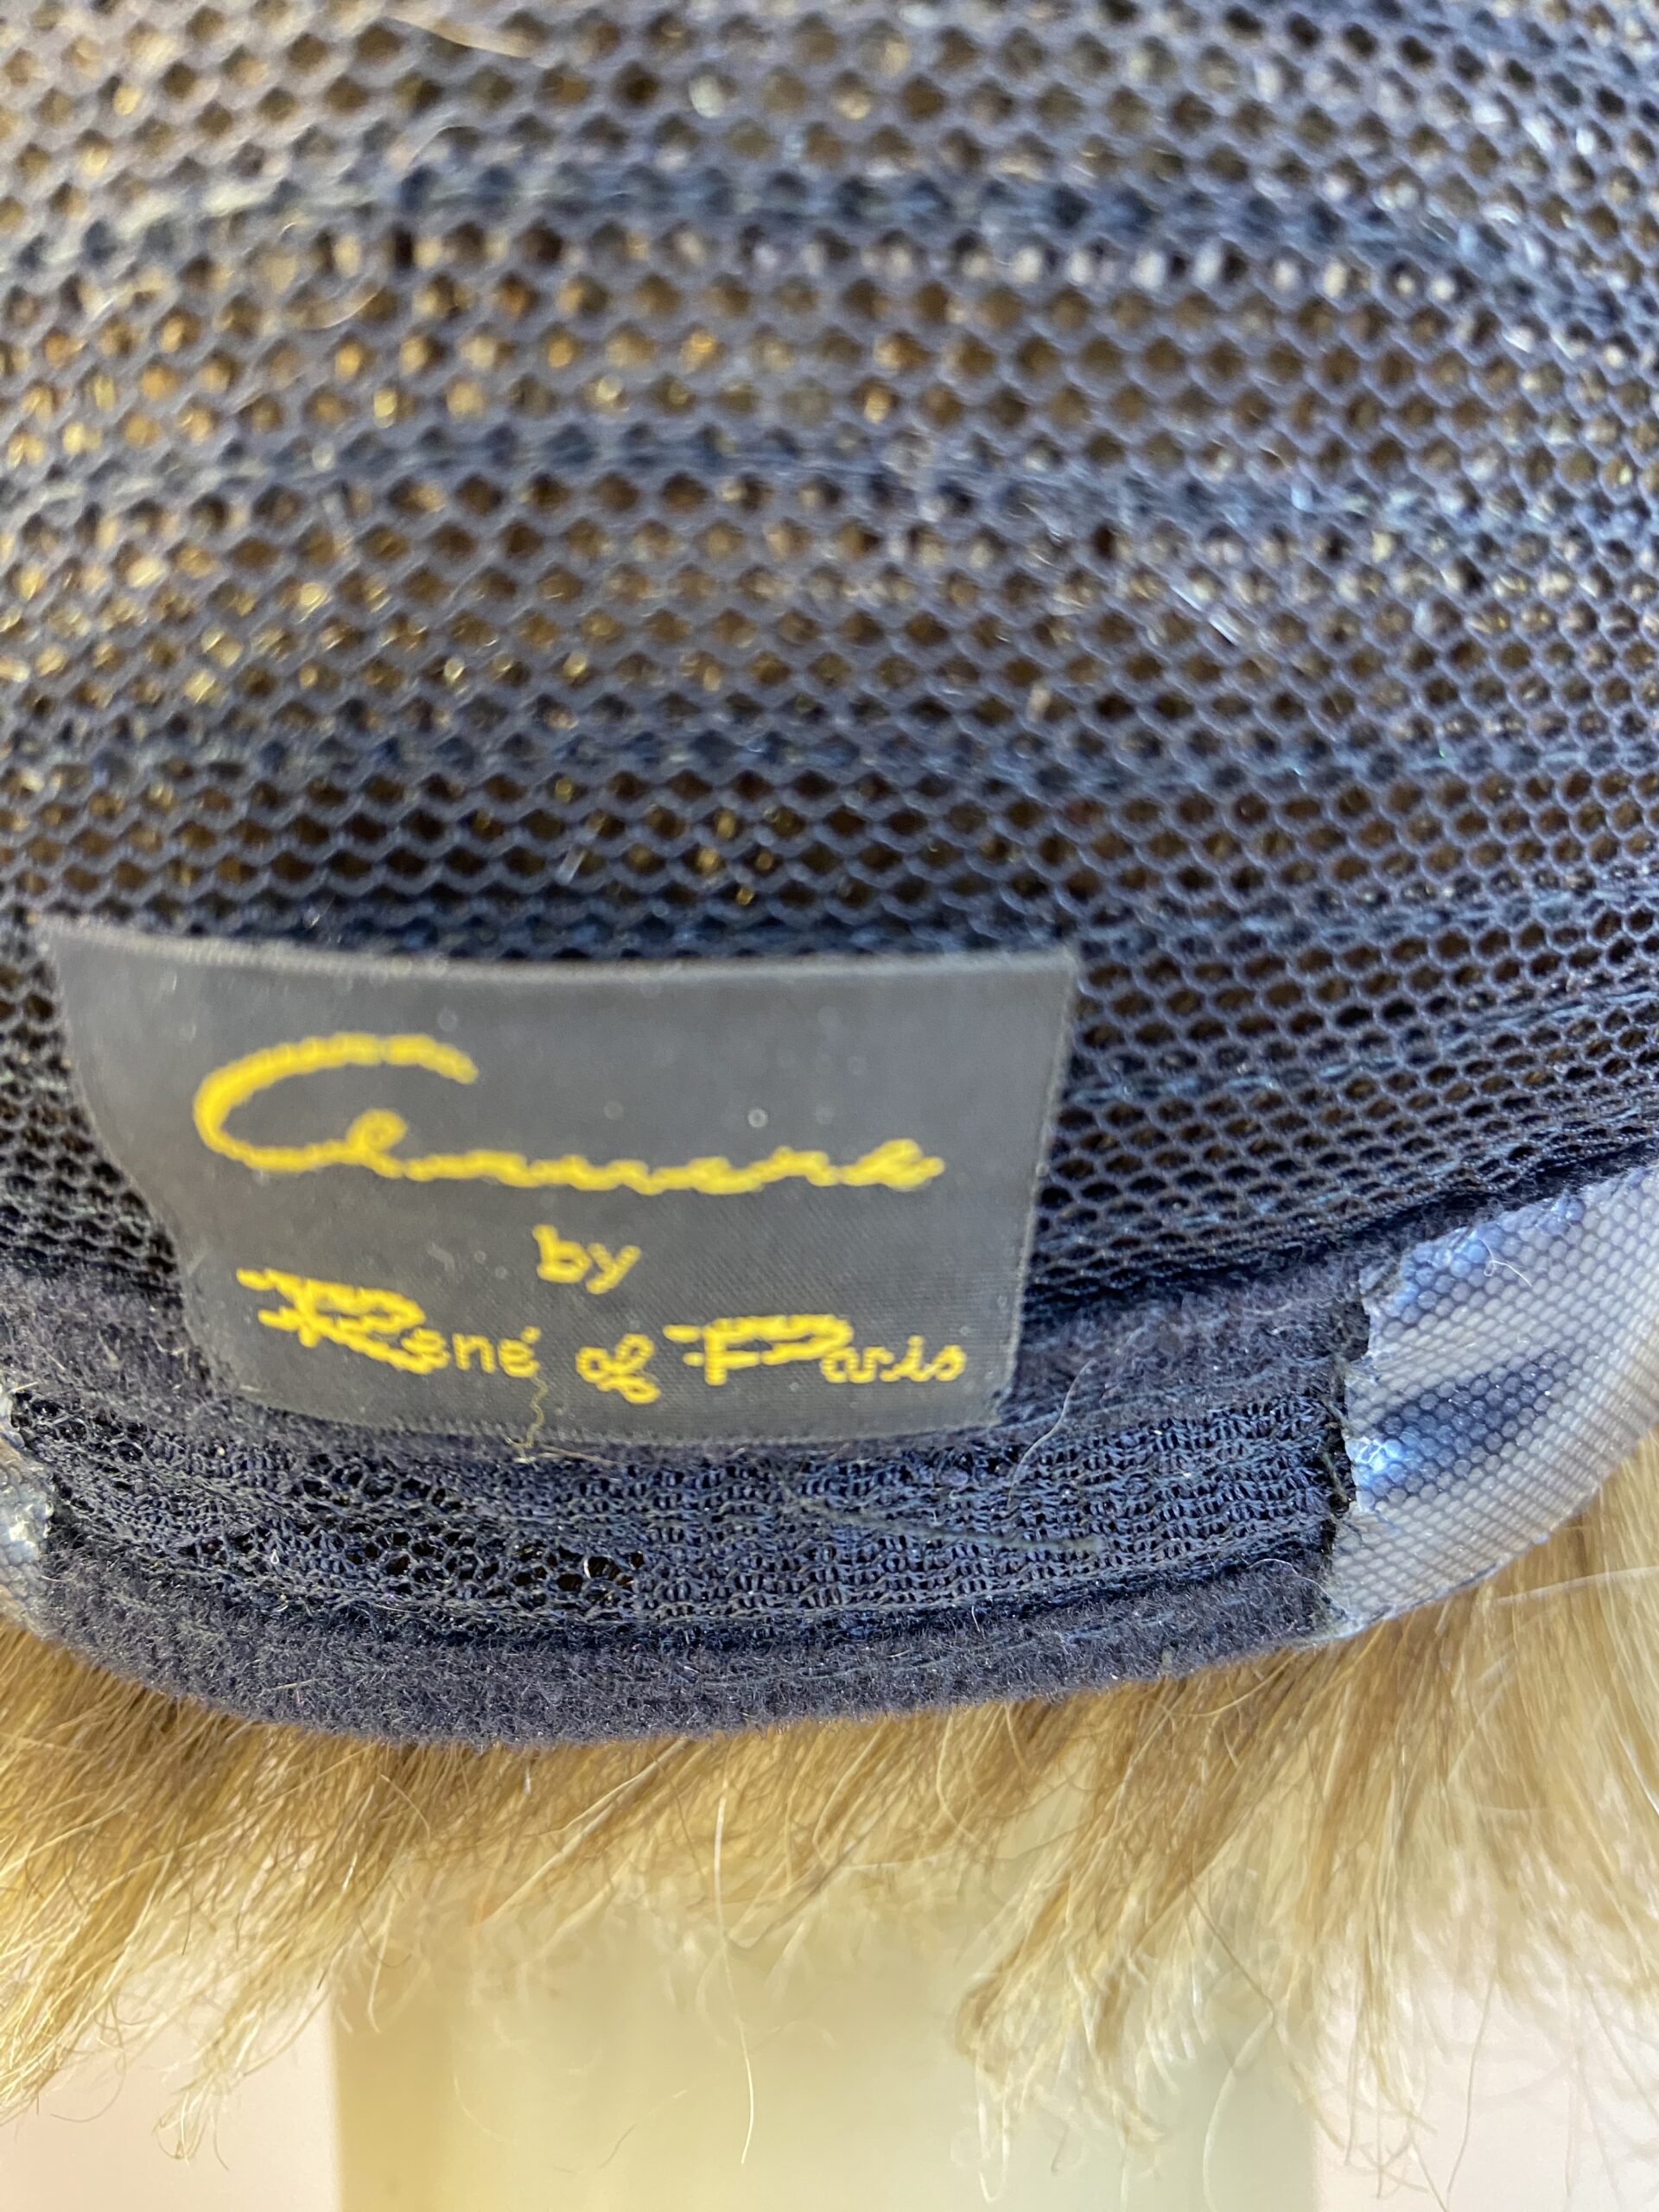 Amore
by
René of Paris